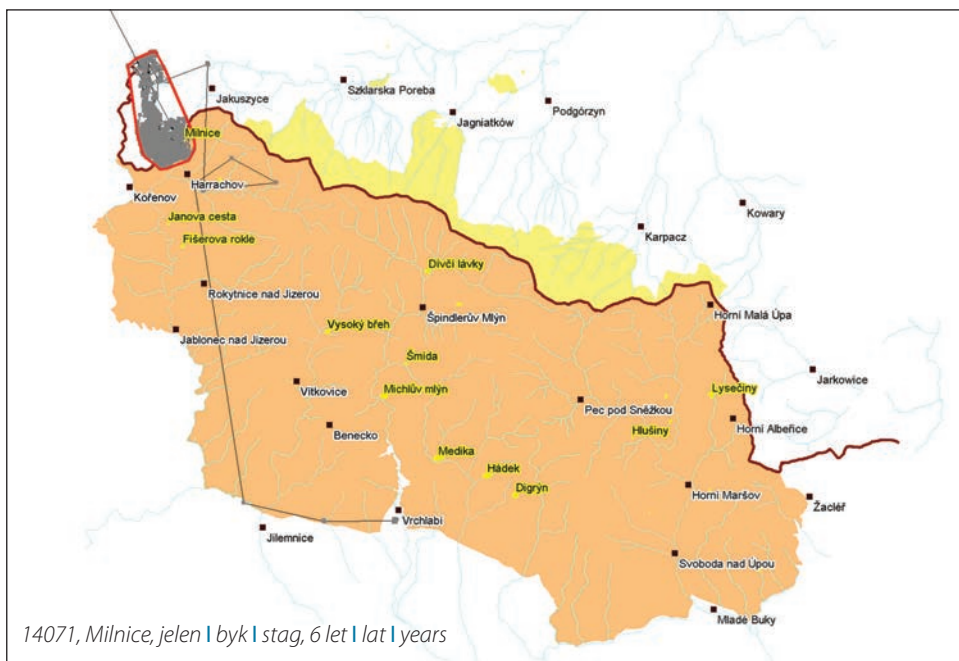 Szklarska Poreba
Jakuszyce
Jagniatków
Podgórzyn
Milnice
Harrachov
Kořenov
Kowary
Janova cesta
Karpacz
Fišerova rokle
Dívčí lávky
Rokytnice nad Jizerou
Horní Malá Úpa
Špindlerův Mlýn
Vysoký břeh
Jablonec nad Jizerou
Šmída
Jarkowice
Vítkovice
Michlův mlýn
Lysečiny
Pec pod Sněžkou
Horní Albeřice
Benecko
Hlušiny
Medika
Hádek
Horní Maršov
Digrýn
Žacléř
Vrchlabí
Jilemnice
Svoboda nad Úpou
Mladé Buky
14071, Milnice, jelen | byk | stag, 6 let | lat | years